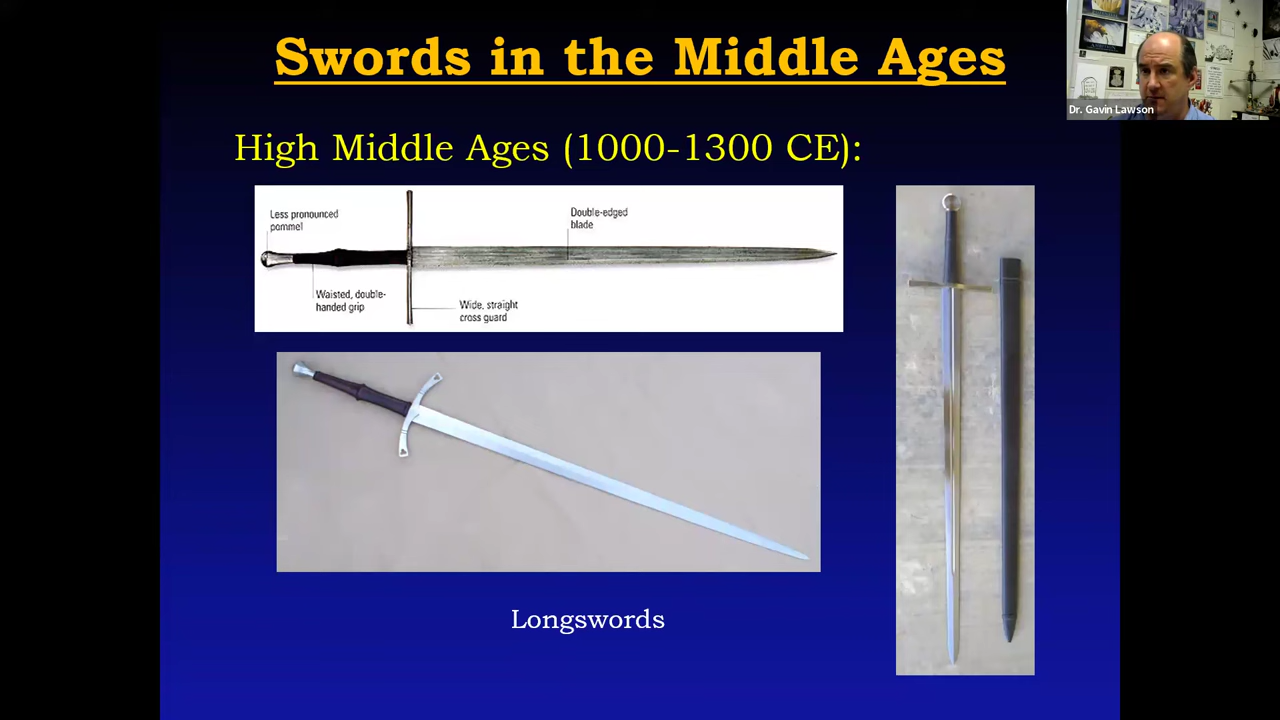 Swords in the Middle Ages
Dr. Gavin Lawson
High Middle Ages (1000-1300 CE):
Less pronounced
pommel
Double-edged
blade
Waisted, double-
handed grip
Wide, straight
cross guard
Longswords